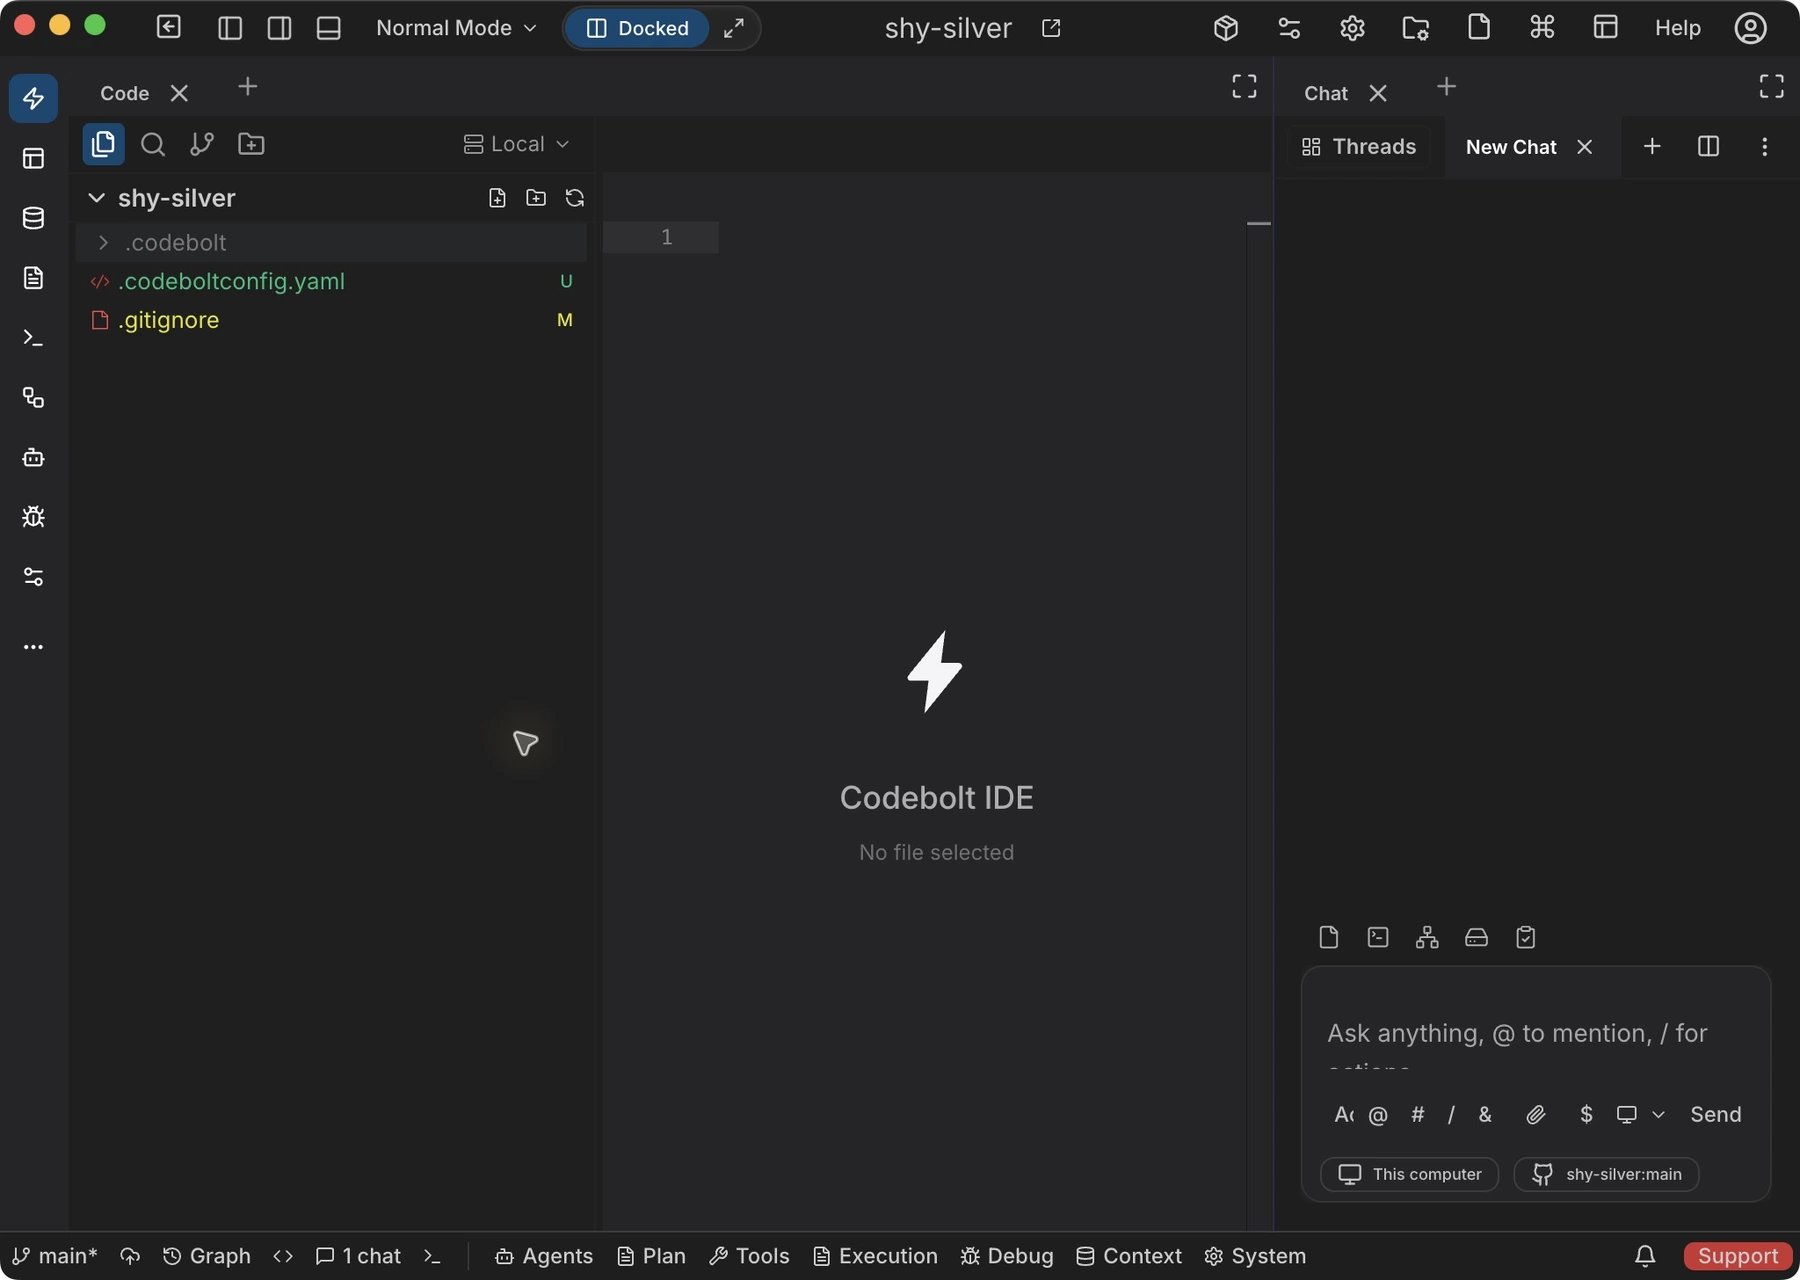 Normal Mode
Docked
shy-silver
Help
Code
Chat
Local
Threads
New Chat
shy-silver
.codebolt
.codeboltconfig.yaml U
.gitignore M
1
Codebolt IDE
No file selected
Ask anything, @ to mention, / for
@ # / & $ Send
This computer
shy-silver:main
main*
Graph
1 chat
Agents
Plan
Tools
Execution
Debug
Context
System
Support